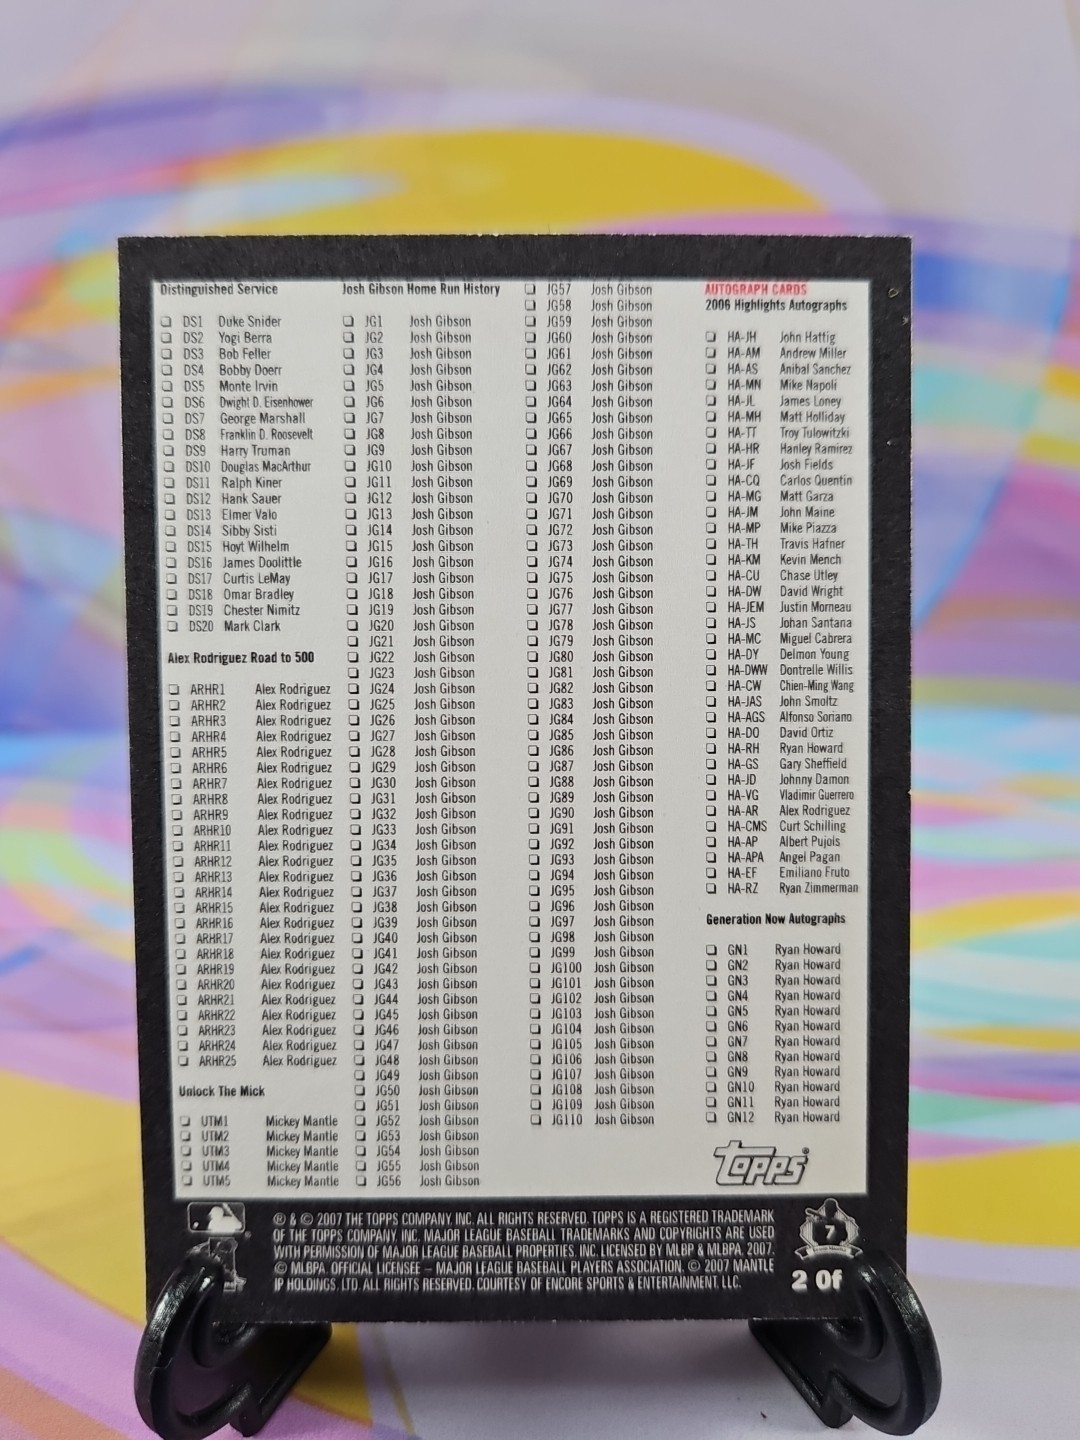 Distinguished Service
DS1 Duke Snider
DS2 Yogi Berra
DS3 Bob Feller
DS4 Bobby Doerr
DS5 Monte Irvin
DS6 Dwight D. Eisenhower
DS7 George Marshall
DS8 Franklin D. Roosevelt
DS9 Harry Truman
DS10 Douglas MacArthur
DS11 Ralph Kiner
DS12 Hank Sauer
DS13 Elmer Valo
DS14 Sibby Sisti
DS15 Hoyt Wilhelm
DS16 James Doolittle
DS17 Curtis LeMay
DS18 Omar Bradley
DS19 Chester Nimitz
DS20 Mark Clark
Alex Rodriguez Road to 500
ARHR1 Alex Rodriguez
ARHR2 Alex Rodriguez
ARHR3 Alex Rodriguez
ARHR4 Alex Rodriguez
ARHR5 Alex Rodriguez
ARHR6 Alex Rodriguez
ARHR7 Alex Rodriguez
ARHR8 Alex Rodriguez
ARHR9 Alex Rodriguez
ARHR10 Alex Rodriguez
ARHR11 Alex Rodriguez
ARHR12 Alex Rodriguez
ARHR13 Alex Rodriguez
ARHR14 Alex Rodriguez
ARHR15 Alex Rodriguez
ARHR16 Alex Rodriguez
ARHR17 Alex Rodriguez
ARHR18 Alex Rodriguez
ARHR19 Alex Rodriguez
ARHR20 Alex Rodriguez
ARHR21 Alex Rodriguez
ARHR22 Alex Rodriguez
ARHR23 Alex Rodriguez
ARHR24 Alex Rodriguez
ARHR25 Alex Rodriguez
Unlock The Mick
UTM1 Mickey Mantle
UTM2 Mickey Mantle
UTM3 Mickey Mantle
UTM4 Mickey Mantle
UTM5 Mickey Mantle
Josh Gibson Home Run History
JG1 Josh Gibson
JG2 Josh Gibson
JG3 Josh Gibson
JG4 Josh Gibson
JG5 Josh Gibson
JG6 Josh Gibson
JG7 Josh Gibson
JG8 Josh Gibson
JG9 Josh Gibson
JG10 Josh Gibson
JG11 Josh Gibson
JG12 Josh Gibson
JG13 Josh Gibson
JG14 Josh Gibson
JG15 Josh Gibson
JG16 Josh Gibson
JG17 Josh Gibson
JG18 Josh Gibson
JG19 Josh Gibson
JG20 Josh Gibson
JG21 Josh Gibson
JG22 Josh Gibson
JG23 Josh Gibson
JG24 Josh Gibson
JG25 Josh Gibson
JG26 Josh Gibson
JG27 Josh Gibson
JG28 Josh Gibson
JG29 Josh Gibson
JG30 Josh Gibson
JG31 Josh Gibson
JG32 Josh Gibson
JG33 Josh Gibson
JG34 Josh Gibson
JG35 Josh Gibson
JG36 Josh Gibson
JG37 Josh Gibson
JG38 Josh Gibson
JG39 Josh Gibson
JG40 Josh Gibson
JG41 Josh Gibson
JG42 Josh Gibson
JG43 Josh Gibson
JG44 Josh Gibson
JG45 Josh Gibson
JG46 Josh Gibson
JG47 Josh Gibson
JG48 Josh Gibson
JG49 Josh Gibson
JG50 Josh Gibson
JG51 Josh Gibson
JG52 Josh Gibson
JG53 Josh Gibson
JG54 Josh Gibson
JG55 Josh Gibson
JG56 Josh Gibson
JG57 Josh Gibson
JG58 Josh Gibson
JG59 Josh Gibson
JG60 Josh Gibson
JG61 Josh Gibson
JG62 Josh Gibson
JG63 Josh Gibson
JG64 Josh Gibson
JG65 Josh Gibson
JG66 Josh Gibson
JG67 Josh Gibson
JG68 Josh Gibson
JG69 Josh Gibson
JG70 Josh Gibson
JG71 Josh Gibson
JG72 Josh Gibson
JG73 Josh Gibson
JG74 Josh Gibson
JG75 Josh Gibson
JG76 Josh Gibson
JG77 Josh Gibson
JG78 Josh Gibson
JG79 Josh Gibson
JG80 Josh Gibson
JG81 Josh Gibson
JG82 Josh Gibson
JG83 Josh Gibson
JG84 Josh Gibson
JG85 Josh Gibson
JG86 Josh Gibson
JG87 Josh Gibson
JG88 Josh Gibson
JG89 Josh Gibson
JG90 Josh Gibson
JG91 Josh Gibson
JG92 Josh Gibson
JG93 Josh Gibson
JG94 Josh Gibson
JG95 Josh Gibson
JG96 Josh Gibson
JG97 Josh Gibson
JG98 Josh Gibson
JG99 Josh Gibson
JG100 Josh Gibson
JG101 Josh Gibson
JG102 Josh Gibson
JG103 Josh Gibson
JG104 Josh Gibson
JG105 Josh Gibson
JG106 Josh Gibson
JG107 Josh Gibson
JG108 Josh Gibson
JG109 Josh Gibson
JG110 Josh Gibson
AUTOGRAPH CARDS
2006 Highlights Autographs
HA-JH John Hattig
HA-AM Andrew Miller
HA-AS Anibal Sanchez
HA-MN Mike Napoli
HA-JL James Loney
HA-MH Matt Holliday
HA-TT Troy Tulowitzki
HA-HR Hanley Ramirez
HA-JF Josh Fields
HA-CQ Carlos Quentin
HA-MG Matt Garza
HA-JM John Maine
HA-MP Mike Piazza
HA-TH Travis Hafner
HA-KM Kevin Mench
HA-CU Chase Utley
HA-DW David Wright
HA-JEM Justin Morneau
HA-JS Johan Santana
HA-MC Miguel Cabrera
HA-DY Delmon Young
HA-DWW Dontrelle Willis
HA-CW Chien-Ming Wang
HA-JAS John Smoltz
HA-AGS Alfonso Soriano
HA-DO David Ortiz
HA-RH Ryan Howard
HA-GS Gary Sheffield
HA-JD Johnny Damon
HA-VG Vladimir Guerrero
HA-AR Alex Rodriguez
HA-CMS Curt Schilling
HA-AP Albert Pujols
HA-APA Angel Pagan
HA-EF Emiliano Fruto
HA-RZ Ryan Zimmerman
Generation Now Autographs
GN1 Ryan Howard
GN2 Ryan Howard
GN3 Ryan Howard
GN4 Ryan Howard
GN5 Ryan Howard
GN6 Ryan Howard
GN7 Ryan Howard
GN8 Ryan Howard
GN9 Ryan Howard
GN10 Ryan Howard
GN11 Ryan Howard
GN12 Ryan Howard
Topps®
® & © 2007 THE TOPPS COMPANY, INC. ALL RIGHTS RESERVED. TOPPS IS A REGISTERED TRADEMARK
OF THE TOPPS COMPANY, INC. MAJOR LEAGUE BASEBALL TRADEMARKS AND COPYRIGHTS ARE USED
WITH PERMISSION OF MAJOR LEAGUE BASEBALL PROPERTIES, INC. LICENSED BY MLBP & MLBPA, 2007.
© MLBPA. OFFICIAL LICENSEE – MAJOR LEAGUE BASEBALL PLAYERS ASSOCIATION. © 2007 MANTLE
IP HOLDINGS, LTD. ALL RIGHTS RESERVED. COURTESY OF ENCORE SPORTS & ENTERTAINMENT, LLC.
7
2 Of